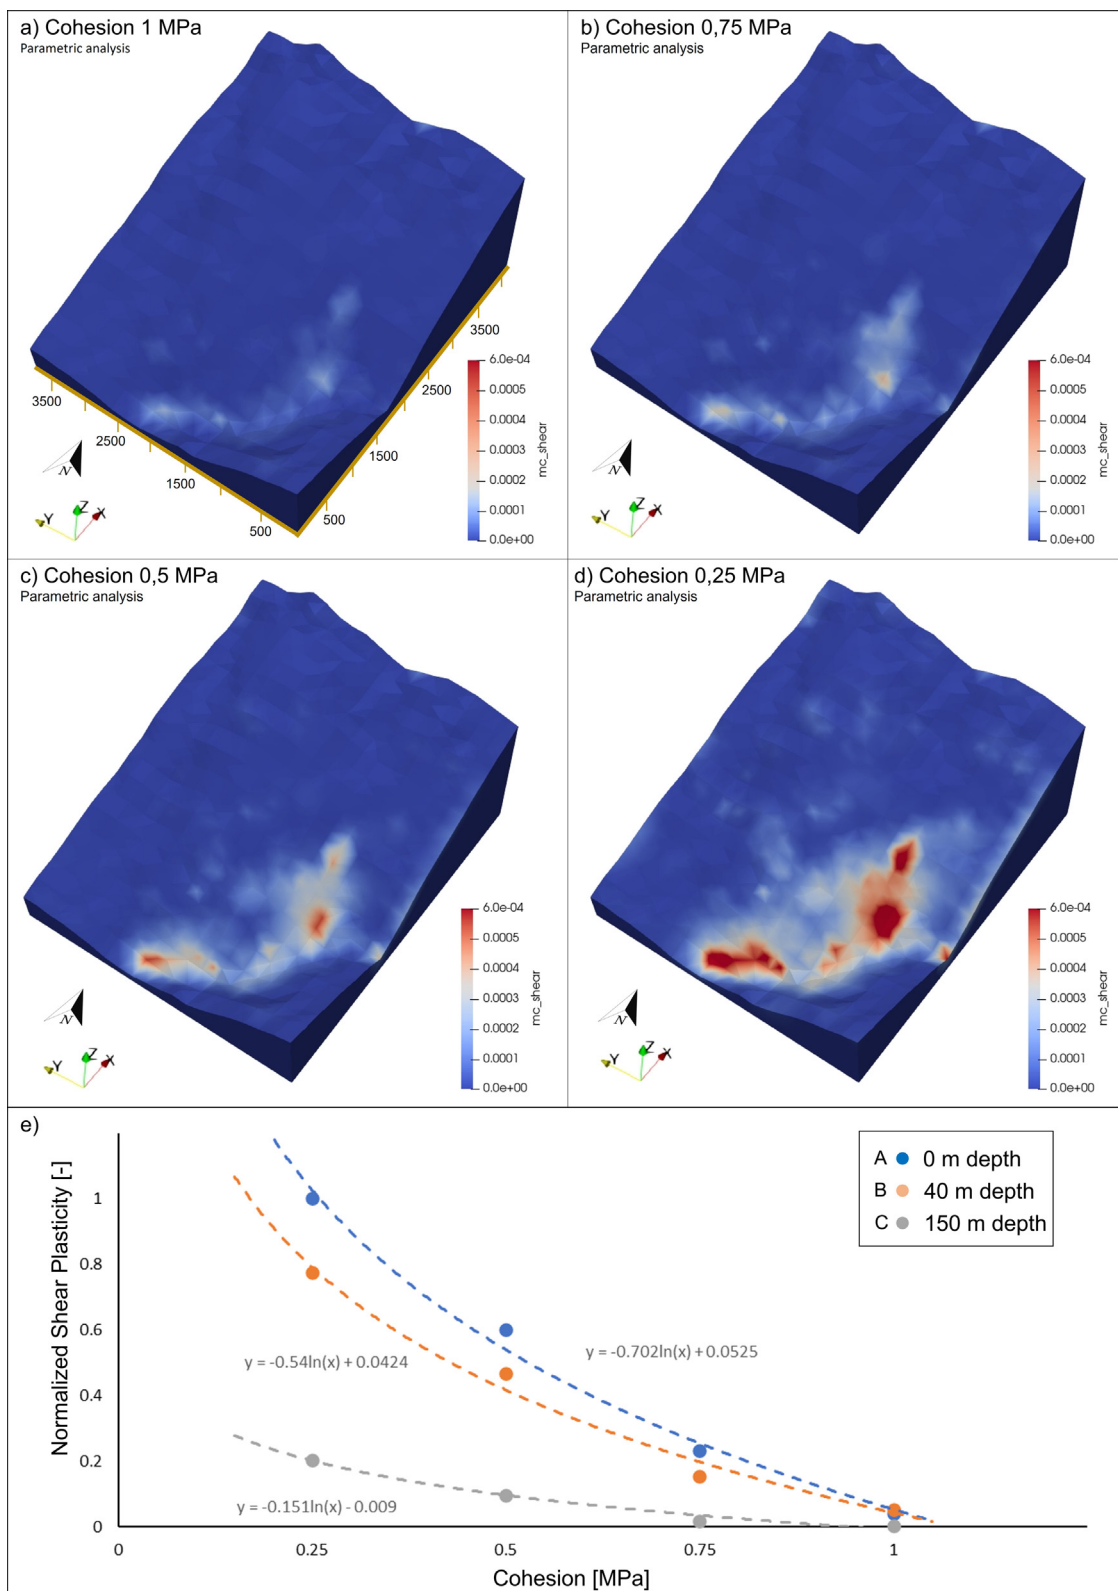 a) Cohesion 1 MPa
Parametric analysis
3500
2500
1500
500
500
1500
2500
3500
6.0e-04
0.0005
0.0004
0.0003
0.0002
0.0001
0.0e+00
mc_shear
N
Y Z X
b) Cohesion 0,75 MPa
Parametric analysis
6.0e-04
0.0005
0.0004
0.0003
0.0002
0.0001
0.0e+00
mc_shear
N
Y Z X
c) Cohesion 0,5 MPa
Parametric analysis
6.0e-04
0.0005
0.0004
0.0003
0.0002
0.0001
0.0e+00
mc_shear
N
Y Z X
d) Cohesion 0,25 MPa
Parametric analysis
6.0e-04
0.0005
0.0004
0.0003
0.0002
0.0001
0.0e+00
mc_shear
N
Y Z X
e)
Normalized Shear Plasticity [-]
1
0.8
0.6
0.4
0.2
0
A 0 m depth
B 40 m depth
C 150 m depth
y = -0.702ln(x) + 0.0525
y = -0.54ln(x) + 0.0424
y = -0.151ln(x) - 0.009
0 0.25 0.5 0.75 1
Cohesion [MPa]